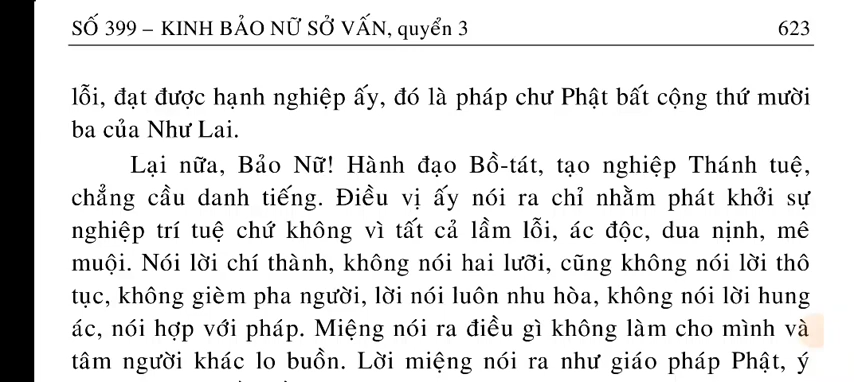 SỐ 399 – KINH BẢO NỮ SỞ VẤN, quyển 3 623
lỗi, đạt được hạnh nghiệp ấy, đó là pháp chư Phật bất cộng thứ mười
ba của Như Lai.
Lại nữa, Bảo Nữ! Hành đạo Bồ-tát, tạo nghiệp Thánh tuệ,
chẳng cầu danh tiếng. Điều vị ấy nói ra chỉ nhằm phát khởi sự
nghiệp trí tuệ chứ không vì tất cả lầm lỗi, ác độc, dua nịnh, mê
muội. Nói lời chí thành, không nói hai lưỡi, cũng không nói lời thô
tục, không gièm pha người, lời nói luôn nhu hòa, không nói lời hung
ác, nói hợp với pháp. Miệng nói ra điều gì không làm cho mình và
tâm người khác lo buồn. Lời miệng nói ra như giáo pháp Phật, ý